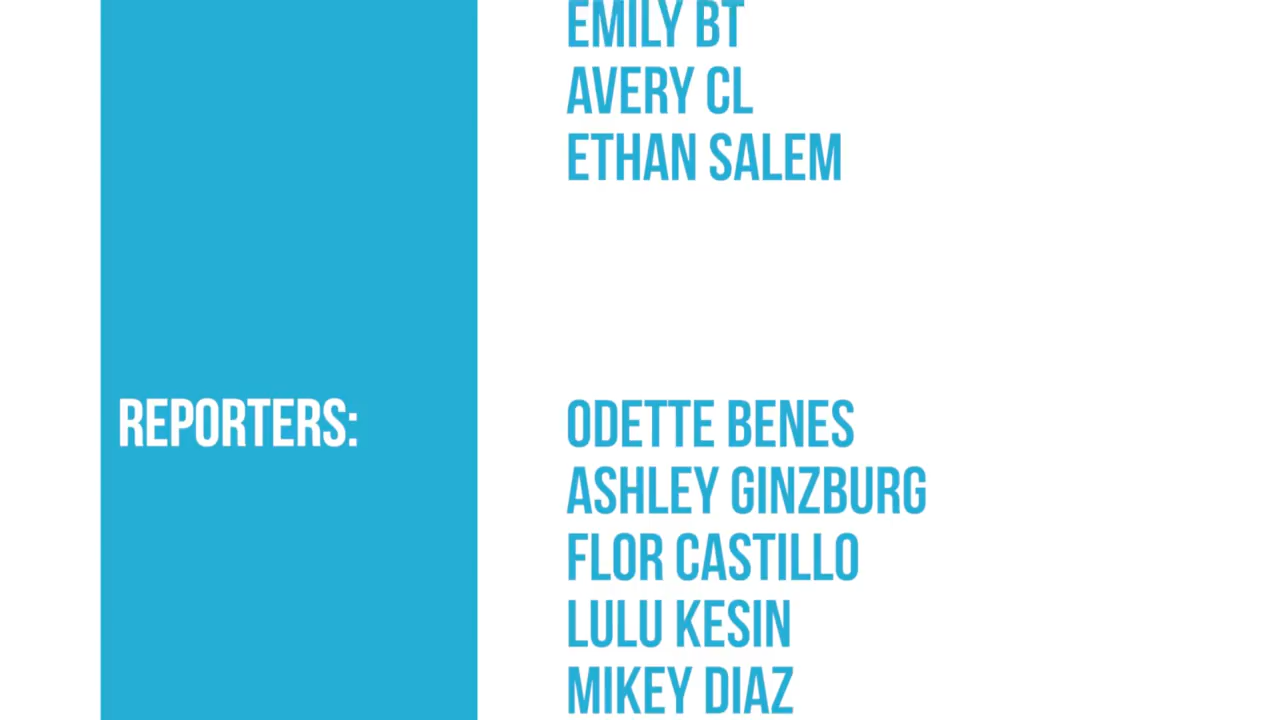 EMILY BT
AVERY CL
ETHAN SALEM
REPORTERS: ODETTE BENES
ASHLEY GINZBURG
FLOR CASTILLO
LULU KESIN
MIKEY DIAZ